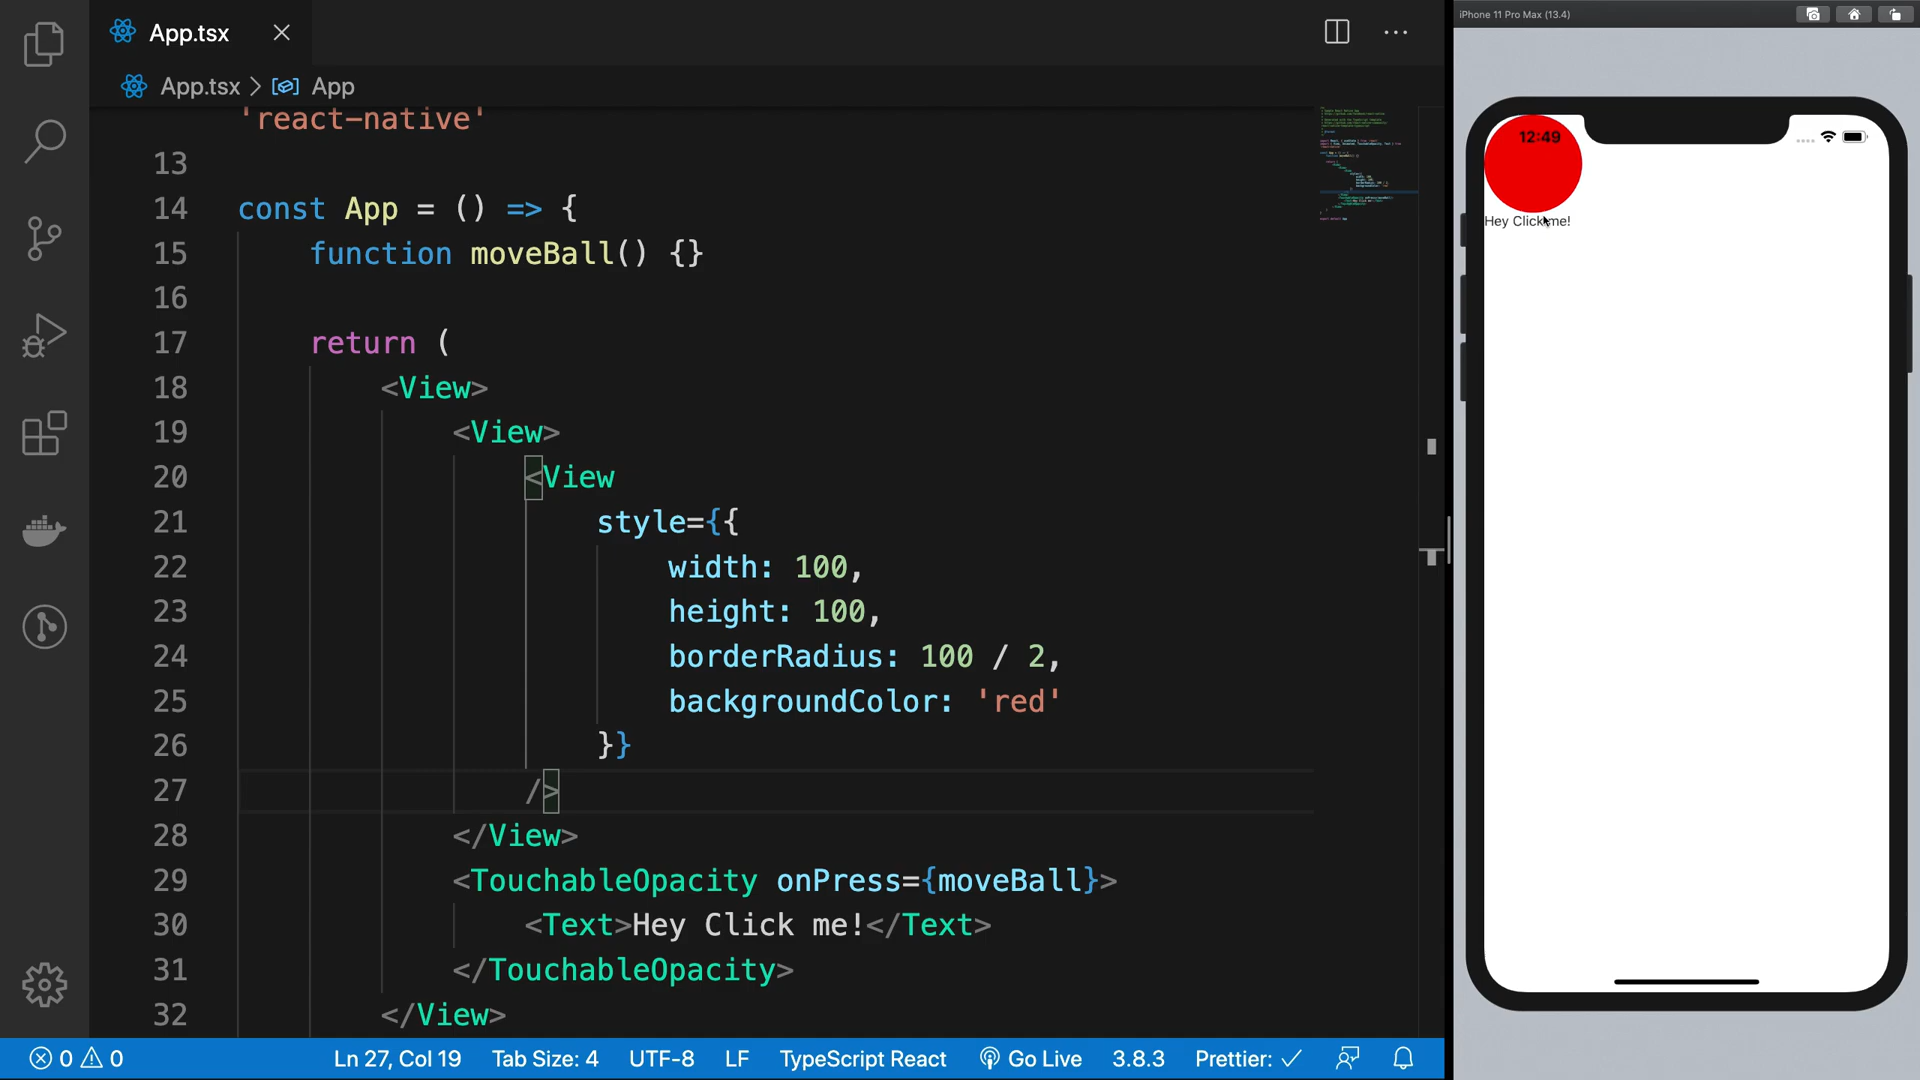 App.tsx
App.tsx > App
'react-native'
13
14 const App = () => {
15 function moveBall() {}
16
17 return (
18 <View>
19 <View>
20 <View
21 style={{
22 width: 100,
23 height: 100,
24 borderRadius: 100 / 2,
25 backgroundColor: 'red'
26 }}
27 />
28 </View>
29 <TouchableOpacity onPress={moveBall}>
30 <Text>Hey Click me!</Text>
31 </TouchableOpacity>
32 </View>
0 0 Ln 27, Col 19 Tab Size: 4 UTF-8 LF TypeScript React Go Live 3.8.3 Prettier: ✓
iPhone 11 Pro Max (13.4)
12:49
Hey Click me!